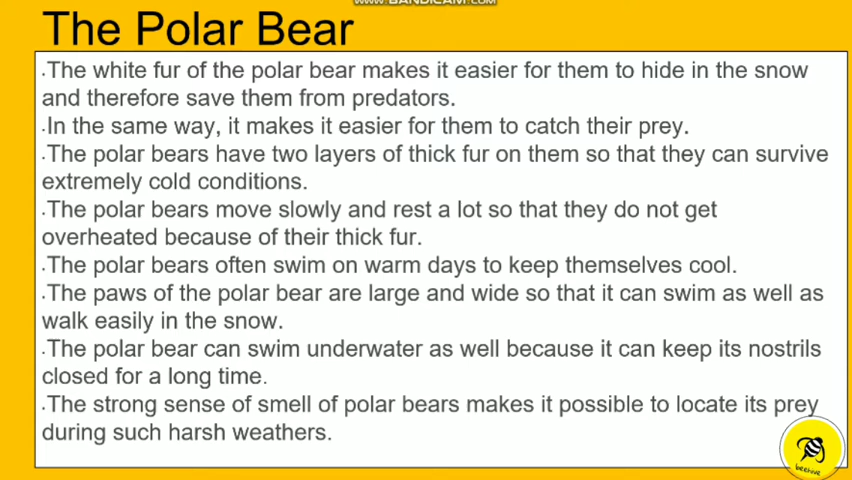 www.BANDICAM.com
The Polar Bear
.The white fur of the polar bear makes it easier for them to hide in the snow
and therefore save them from predators.
.In the same way, it makes it easier for them to catch their prey.
.The polar bears have two layers of thick fur on them so that they can survive
extremely cold conditions.
.The polar bears move slowly and rest a lot so that they do not get
overheated because of their thick fur.
.The polar bears often swim on warm days to keep themselves cool.
.The paws of the polar bear are large and wide so that it can swim as well as
walk easily in the snow.
.The polar bear can swim underwater as well because it can keep its nostrils
closed for a long time.
.The strong sense of smell of polar bears makes it possible to locate its prey
during such harsh weathers.
beehive